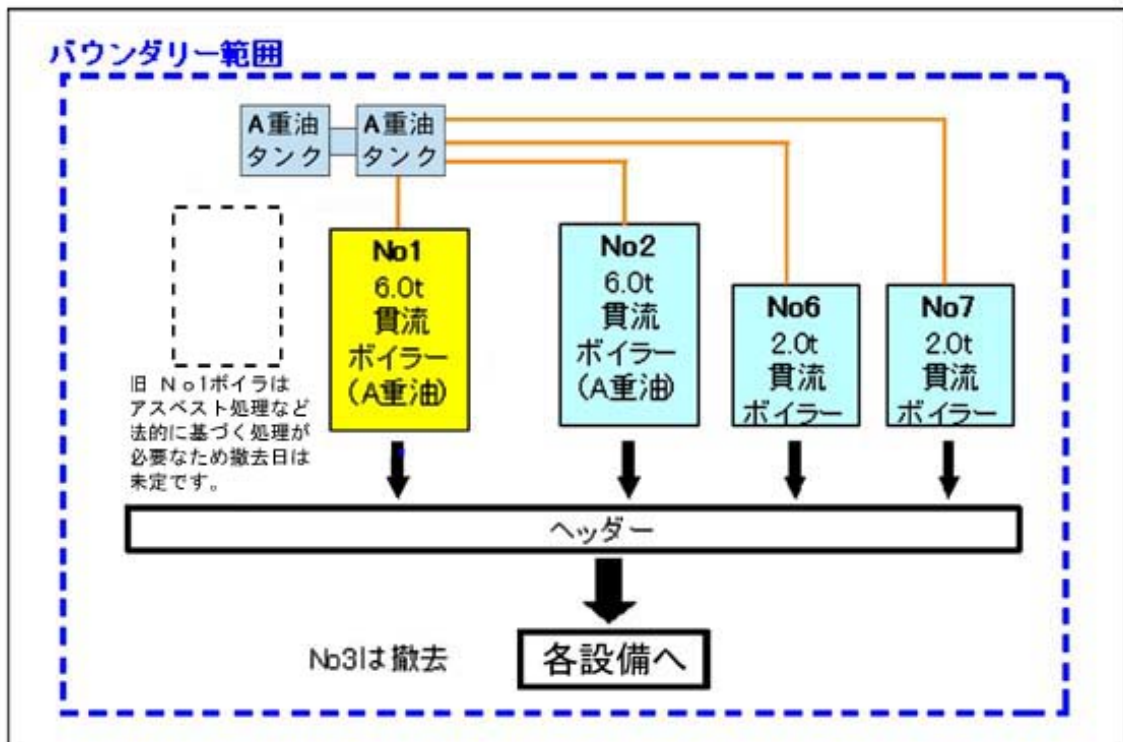 バウンダリー範囲
A重油
タンク
A重油
タンク
No1
6.0t
貫流
ボイラー
(A重油)
No2
6.0t
貫流
ボイラー
(A重油)
No6
2.0t
貫流
ボイラー
No7
2.0t
貫流
ボイラー
旧 No1ボイラは
アスベスト処理など
法的に基づく処理が
必要なため撤去日は
未定です。
ヘッダー
No3は撤去
各設備へ